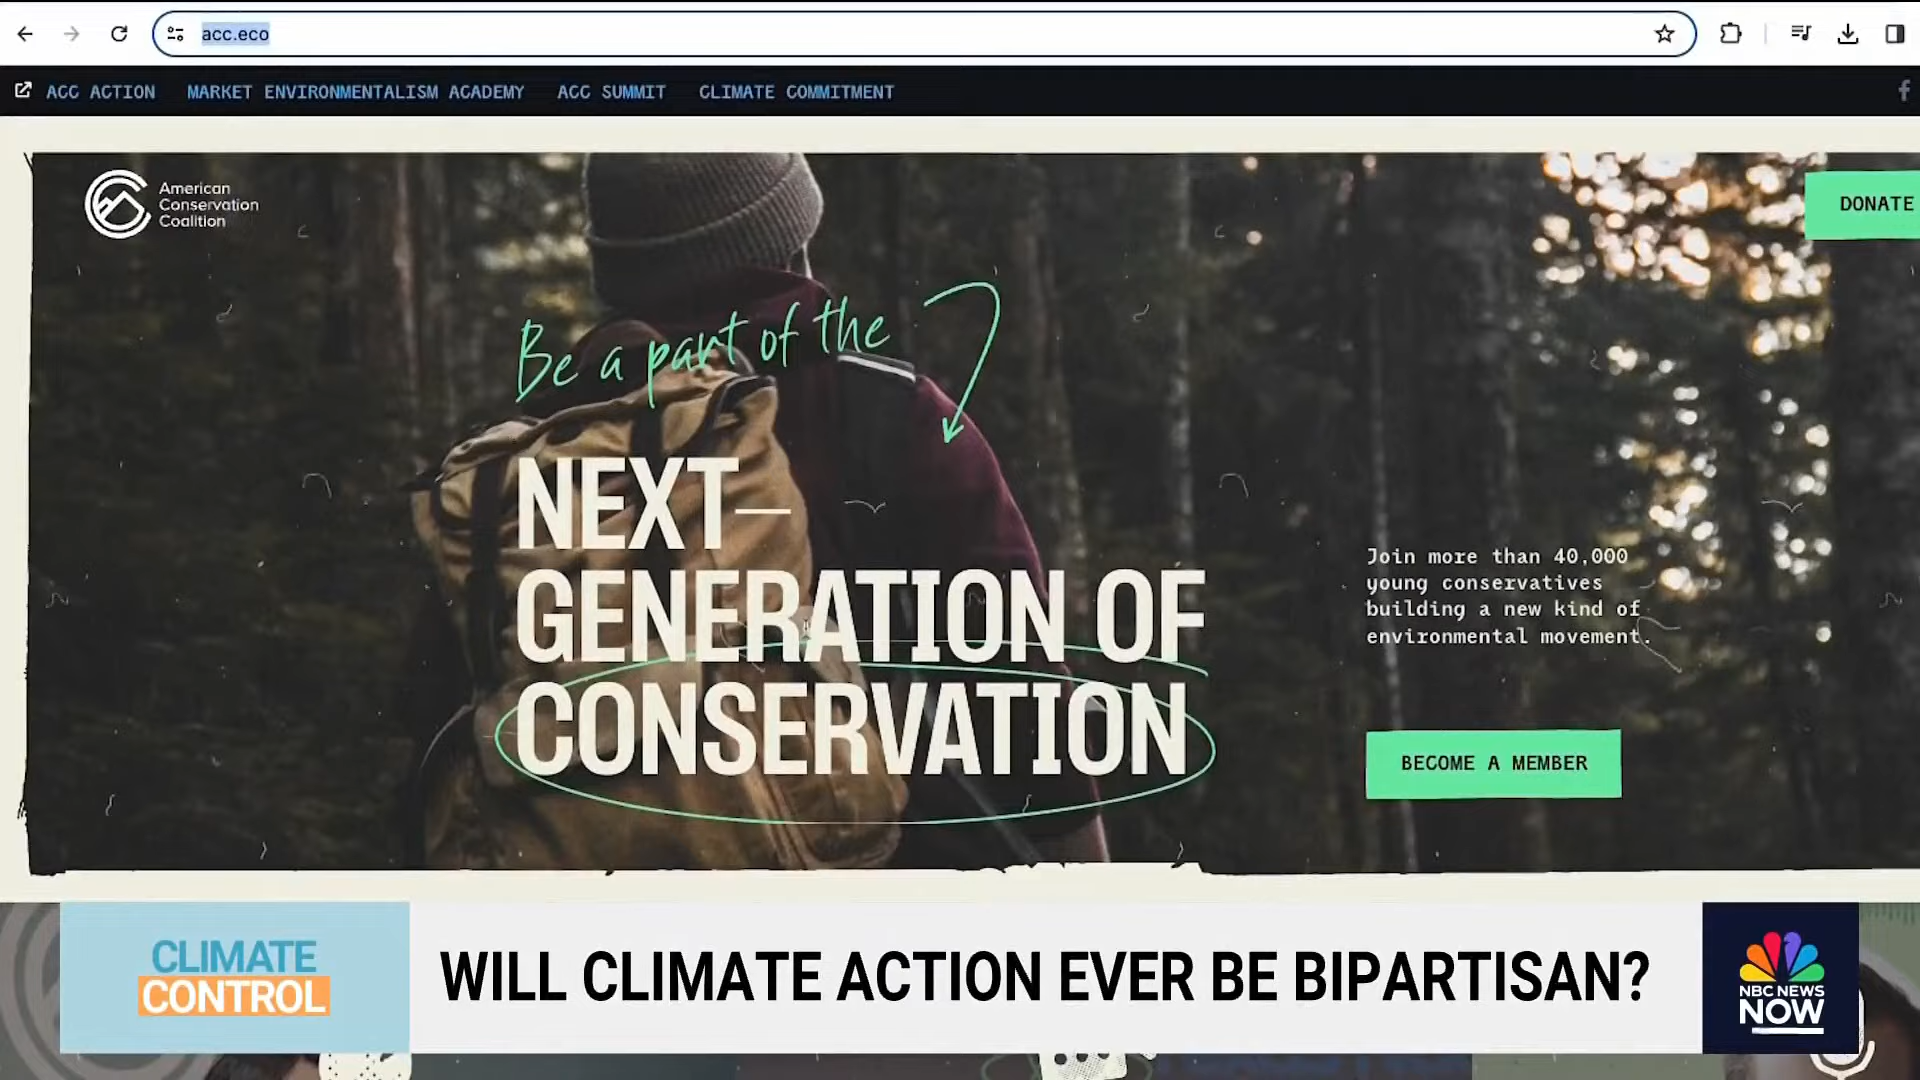 acc.eco
ACC ACTION MARKET ENVIRONMENTALISM ACADEMY ACC SUMMIT CLIMATE COMMITMENT
American
Conservation
Coalition
DONATE
Be a part of the
NEXT—
GENERATION OF
CONSERVATION
Join more than 40,000
young conservatives
building a new kind of
environmental movement.
BECOME A MEMBER
CLIMATE
CONTROL
WILL CLIMATE ACTION EVER BE BIPARTISAN?
NBC NEWS
NOW